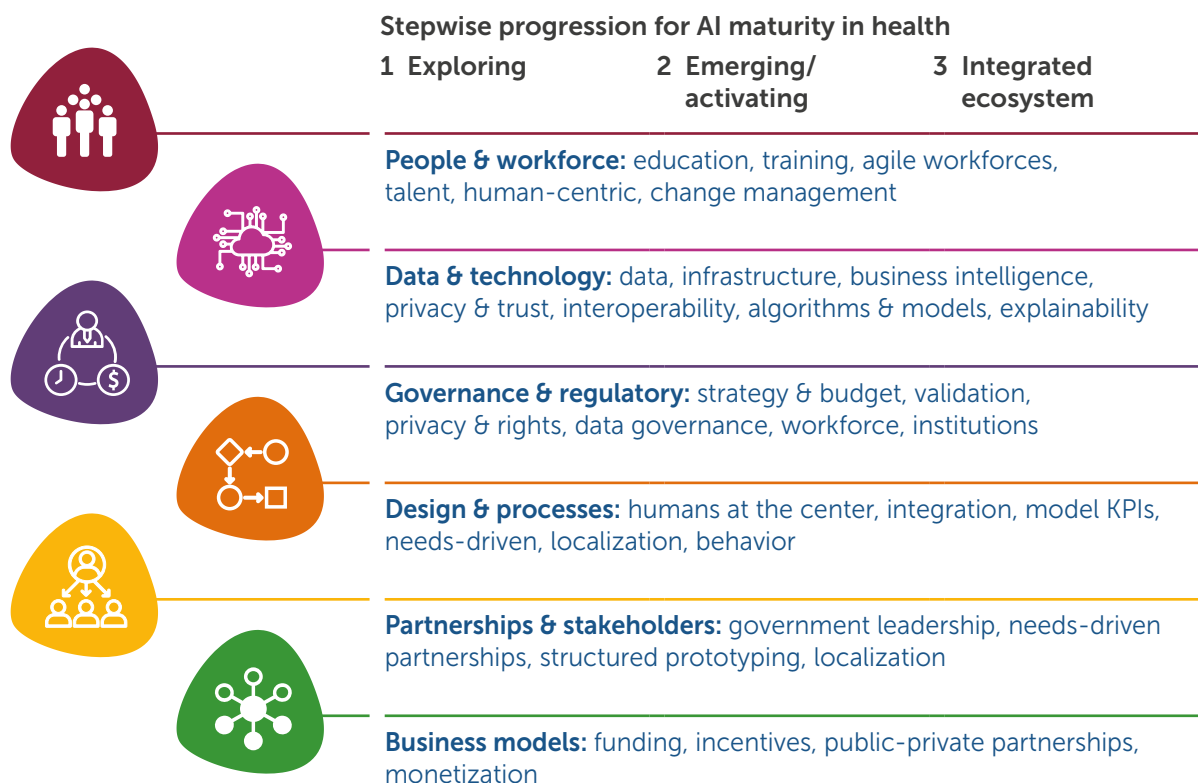 Stepwise progression for AI maturity in health
1 Exploring
2 Emerging/
activating
3 Integrated
ecosystem
People & workforce: education, training, agile workforces,
talent, human-centric, change management
Data & technology: data, infrastructure, business intelligence,
privacy & trust, interoperability, algorithms & models, explainability
$
Governance & regulatory: strategy & budget, validation,
privacy & rights, data governance, workforce, institutions
Design & processes: humans at the center, integration, model KPIs,
needs-driven, localization, behavior
Partnerships & stakeholders: government leadership, needs-driven
partnerships, structured prototyping, localization
Business models: funding, incentives, public-private partnerships,
monetization